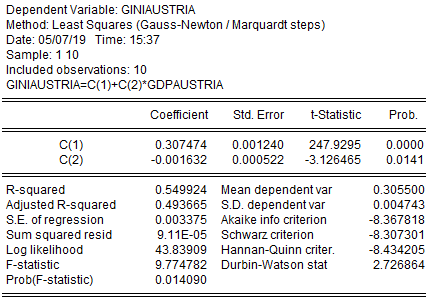 Dependent Variable: GINIAUSTRIA
Method: Least Squares (Gauss-Newton / Marquardt steps)
Date: 05/07/19 Time: 15:37
Sample: 1 10
Included observations: 10
GINIAUSTRIA=C(1)+C(2)*GDPAUSTRIA
Coefficient Std. Error t-Statistic Prob.
C(1) 0.307474 0.001240 247.9295 0.0000
C(2) -0.001632 0.000522 -3.126465 0.0141
R-squared 0.549924 Mean dependent var 0.305500
Adjusted R-squared 0.493665 S.D. dependent var 0.004743
S.E. of regression 0.003375 Akaike info criterion -8.367818
Sum squared resid 9.11E-05 Schwarz criterion -8.307301
Log likelihood 43.83909 Hannan-Quinn criter. -8.434205
F-statistic 9.774782 Durbin-Watson stat 2.726864
Prob(F-statistic) 0.014090